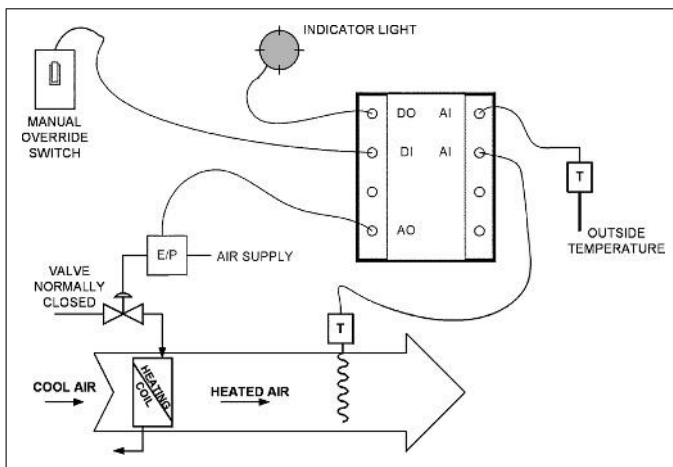 INDICATOR LIGHT
MANUAL
OVERRIDE
SWITCH
DO AI
DI AI
AO
T
OUTSIDE
TEMPERATURE
E/P
AIR SUPPLY
VALVE
NORMALLY
CLOSED
T
COOL AIR
HEATING
COIL
HEATED AIR